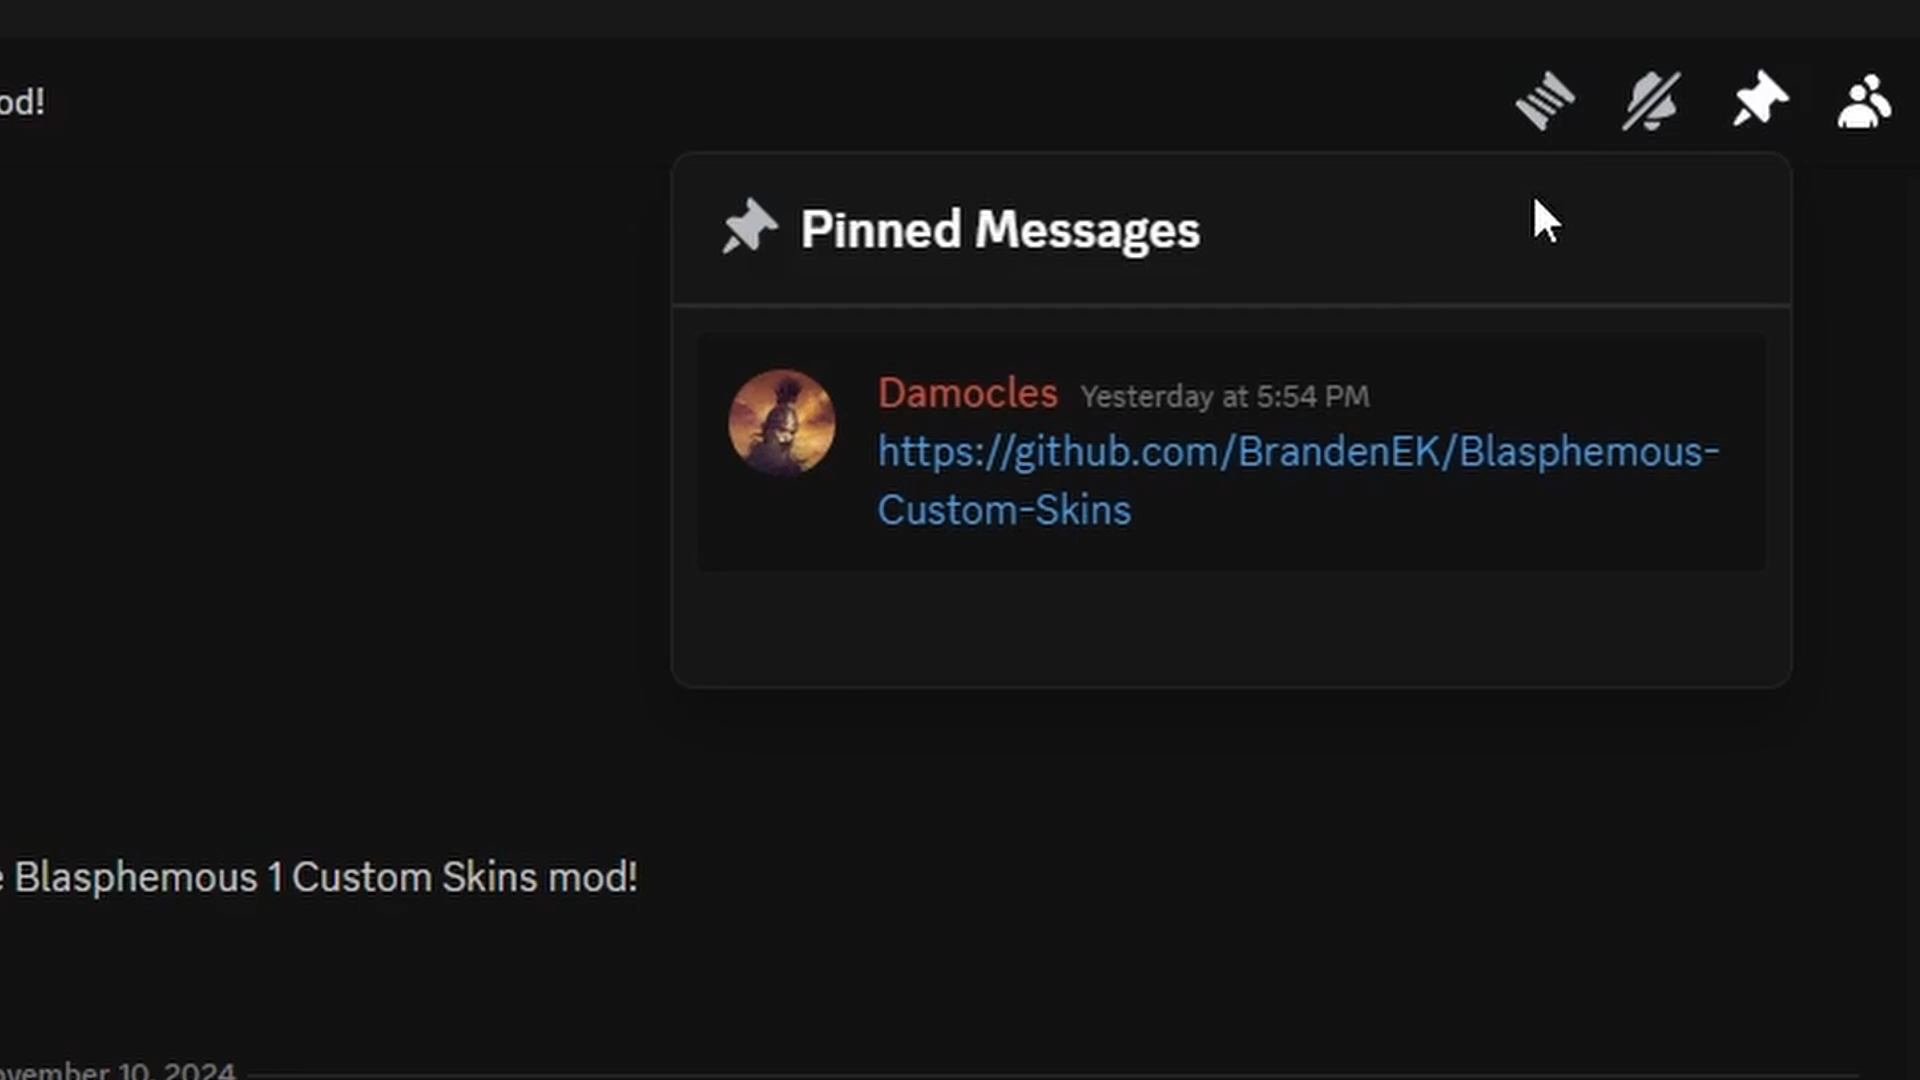 od!
Pinned Messages
Damocles Yesterday at 5:54 PM
https://github.com/BrandenEK/Blasphemous-
Custom-Skins
e Blasphemous 1 Custom Skins mod!
ovember 10, 2024